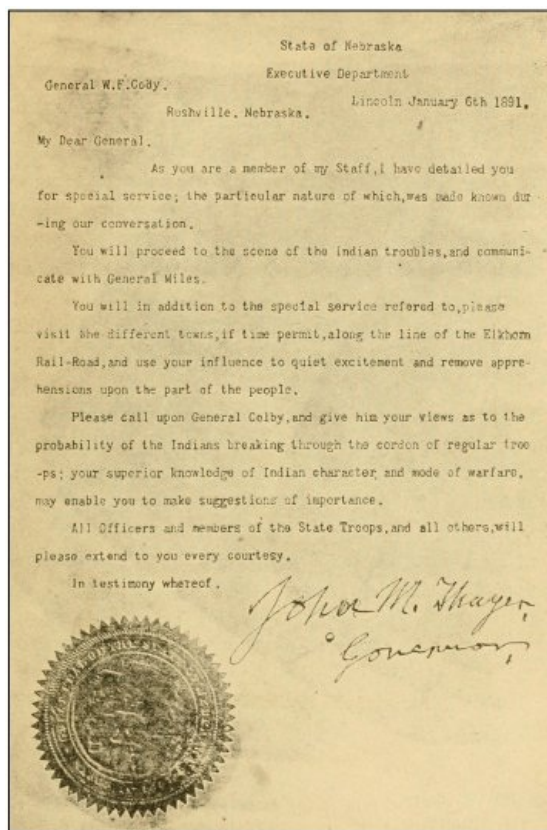 State of Nebraska
Executive Department
General W.F.Cody.
Lincoln January 6th 1891.
Rushville. Nebraska.
My Dear General.
As you are a member of my Staff,I have detailed you
for special service; the particular nature of which,was made known dur
-ing our conversation.
You will proceed to the scene of the indian troubles,and communi-
cate with General Miles.
You will in addition to the special service refered to,please
visit the different towns,if time permit,along the line of the Elkhorn
Rail-Road,and use your influence to quiet excitement and remove appre-
hensions upon the part of the people.
Please call upon General Colby,and give him your views as to the
probability of the Indians breaking through the cordon of regular troo
-ps; your superior knowledge of Indian character and mode of warfare,
may enable you to make suggestions of importance.
All Officers and members of the State Troops,and all others,will
please extend to you every courtesy.
In testimony whereof.
John M. Thayer,
Governor,